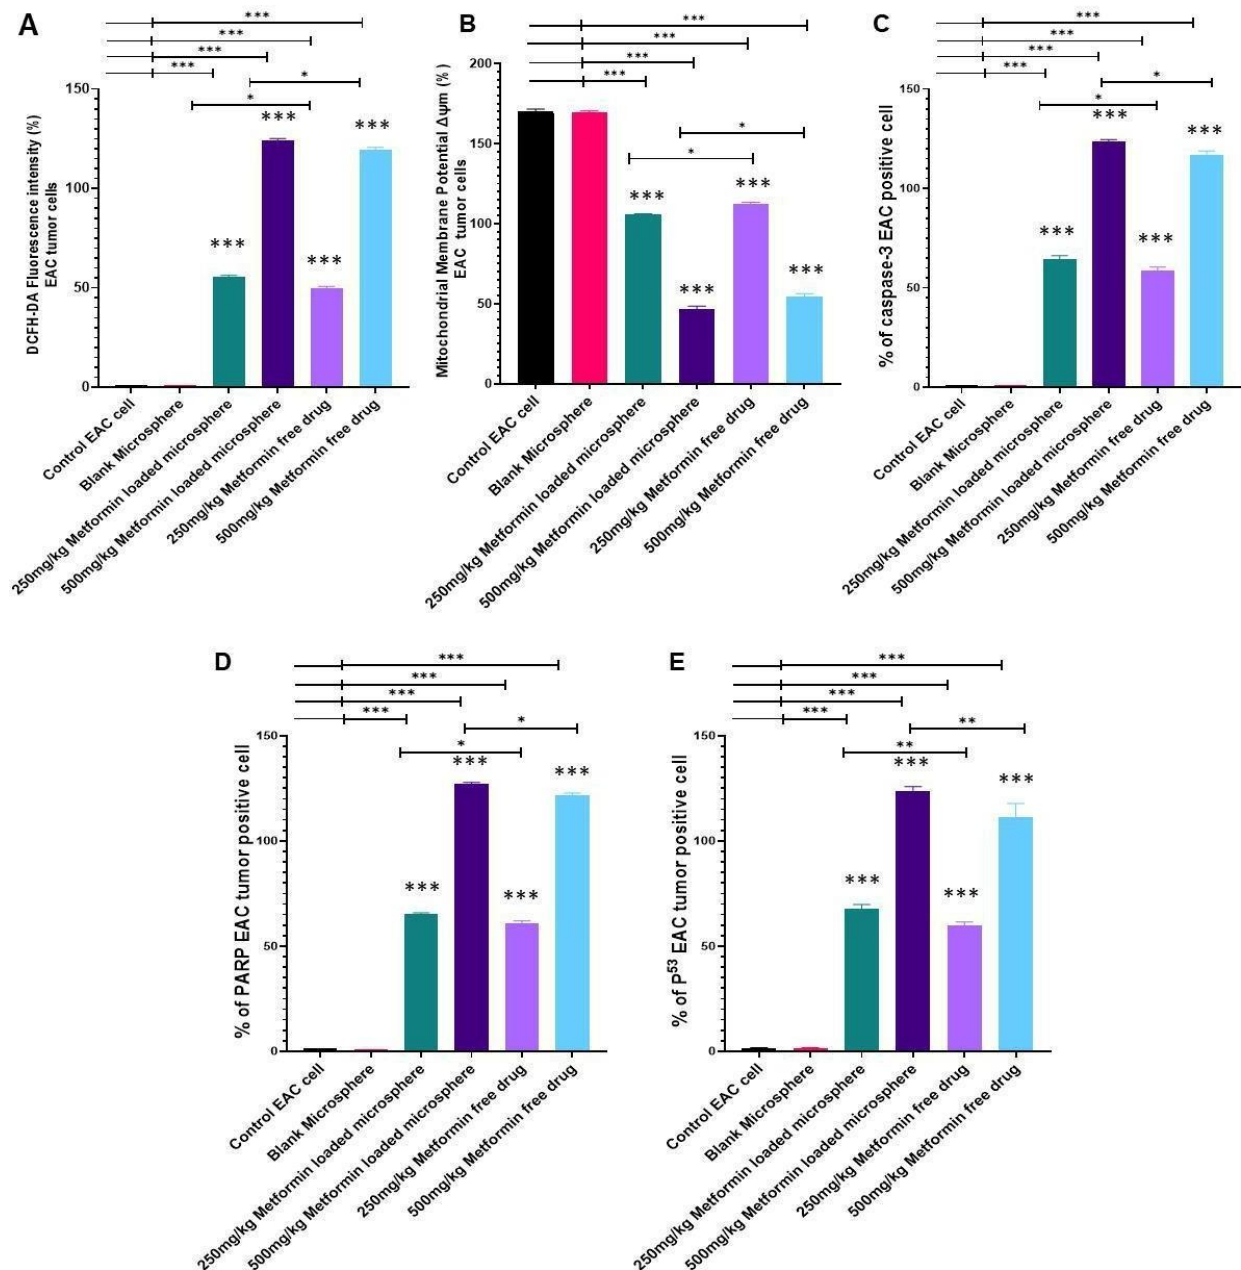 A
***
***
***
***
*
*
***
***
***
***
DCFH-DA Fluorescence intensity (%)
EAC tumor cells
150
100
50
0
Control EAC cell
Blank Microsphere
250mg/kg Metformin loaded microsphere
500mg/kg Metformin loaded microsphere
250mg/kg Metformin free drug
500mg/kg Metformin free drug
B
***
***
***
***
*
*
***
***
***
***
Mitochondrial Membrane Potential Δψm (%)
EAC tumor cells
200
150
100
50
0
Control EAC cell
Blank Microsphere
250mg/kg Metformin loaded microsphere
500mg/kg Metformin loaded microsphere
250mg/kg Metformin free drug
500mg/kg Metformin free drug
C
***
***
***
***
*
*
***
***
***
***
% of caspase-3 EAC positive cell
150
100
50
0
Control EAC cell
Blank Microsphere
250mg/kg Metformin loaded microsphere
500mg/kg Metformin loaded microsphere
250mg/kg Metformin free drug
500mg/kg Metformin free drug
D
***
***
***
***
*
*
***
***
***
***
% of PARP EAC tumor positive cell
150
100
50
0
Control EAC cell
Blank Microsphere
250mg/kg Metformin loaded microsphere
500mg/kg Metformin loaded microsphere
250mg/kg Metformin free drug
500mg/kg Metformin free drug
E
***
***
***
***
**
**
***
***
***
***
% of P⁵³ EAC tumor positive cell
150
100
50
0
Control EAC cell
Blank Microsphere
250mg/kg Metformin loaded microsphere
500mg/kg Metformin loaded microsphere
250mg/kg Metformin free drug
500mg/kg Metformin free drug